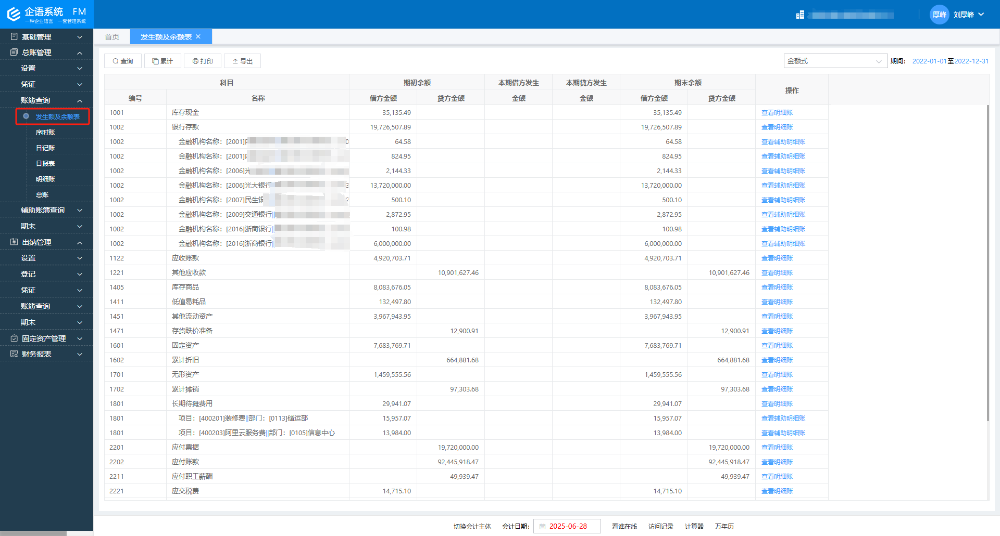 企语系统 FM
一种企业语言 一套管理系统
厚峰 刘厚峰
基础管理
总账管理
设置
凭证
账簿查询
发生额及余额表
序时账
日记账
日报表
明细账
总账
辅助账簿查询
期末
出纳管理
设置
登记
凭证
账簿查询
期末
固定资产管理
财务报表
首页 发生额及余额表 ×
查询 累计 打印 导出 金额式 期间： 2022-01-01至2022-12-31
科目 期初余额 本期借方发生 本期贷方发生 期末余额 操作
编号 名称 借方金额 贷方金额 金额 金额 借方金额 贷方金额
1001 库存现金 35,135.49 35,135.49 查看明细账
1002 银行存款 19,726,507.89 19,726,507.89 查看明细账
1002 金融机构名称：[2001] 64.58 64.58 查看辅助明细账
1002 金融机构名称：[2001] 824.95 824.95 查看辅助明细账
1002 金融机构名称：[2006]光 2,144.33 2,144.33 查看辅助明细账
1002 金融机构名称：[2006]光大银行 13,720,000.00 13,720,000.00 查看辅助明细账
1002 金融机构名称：[2007]民生银 500.10 500.10 查看辅助明细账
1002 金融机构名称：[2009]交通银行|| 2,872.95 2,872.95 查看辅助明细账
1002 金融机构名称：[2016]浙商银行| 100.98 100.98 查看辅助明细账
1002 金融机构名称：[2016]浙商银行| 6,000,000.00 6,000,000.00 查看辅助明细账
1122 应收账款 4,920,703.71 4,920,703.71 查看明细账
1221 其他应收款 10,901,627.46 10,901,627.46 查看明细账
1405 库存商品 8,083,676.05 8,083,676.05 查看明细账
1411 低值易耗品 132,497.80 132,497.80 查看明细账
1451 其他流动资产 3,967,943.95 3,967,943.95 查看明细账
1471 存货跌价准备 12,900.91 12,900.91 查看明细账
1601 固定资产 7,683,769.71 7,683,769.71 查看明细账
1602 累计折旧 664,881.68 664,881.68 查看明细账
1701 无形资产 1,459,555.56 1,459,555.56 查看明细账
1702 累计摊销 97,303.68 97,303.68 查看明细账
1801 长期待摊费用 29,941.07 29,941.07 查看明细账
1801 项目：[400201]装修费||部门：[0113]储运部 15,957.07 15,957.07 查看辅助明细账
1801 项目：[400203]阿里云服务费||部门：[0105]信息中心 13,984.00 13,984.00 查看辅助明细账
2201 应付票据 19,720,000.00 19,720,000.00 查看明细账
2202 应付账款 92,445,918.47 92,445,918.47 查看明细账
2211 应付职工薪酬 49,939.47 49,939.47 查看明细账
2221 应交税费 14,715.10 14,715.10 查看明细账
切换会计主体 会计日期： 2025-06-28 看谁在线 访问记录 计算器 万年历